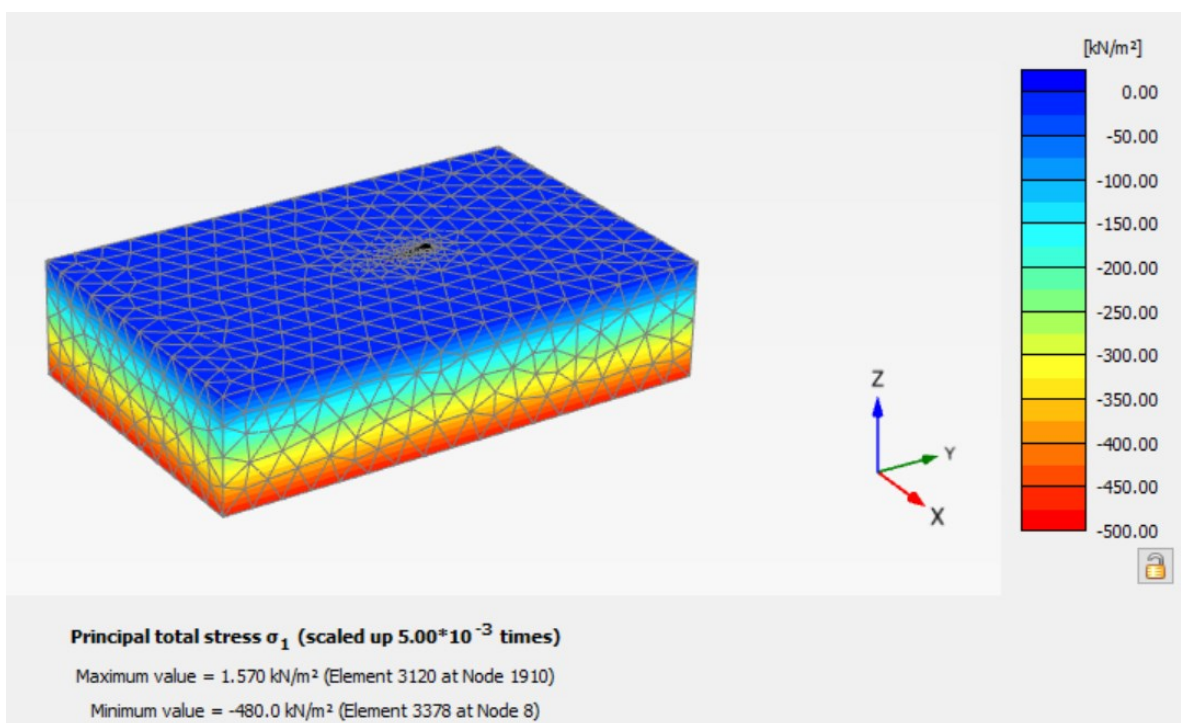 [kN/m²]
0.00
-50.00
-100.00
-150.00
-200.00
-250.00
-300.00
-350.00
-400.00
-450.00
-500.00
Z
Y
X
Principal total stress σ₁ (scaled up 5.00*10⁻³ times)
Maximum value = 1.570 kN/m² (Element 3120 at Node 1910)
Minimum value = -480.0 kN/m² (Element 3378 at Node 8)